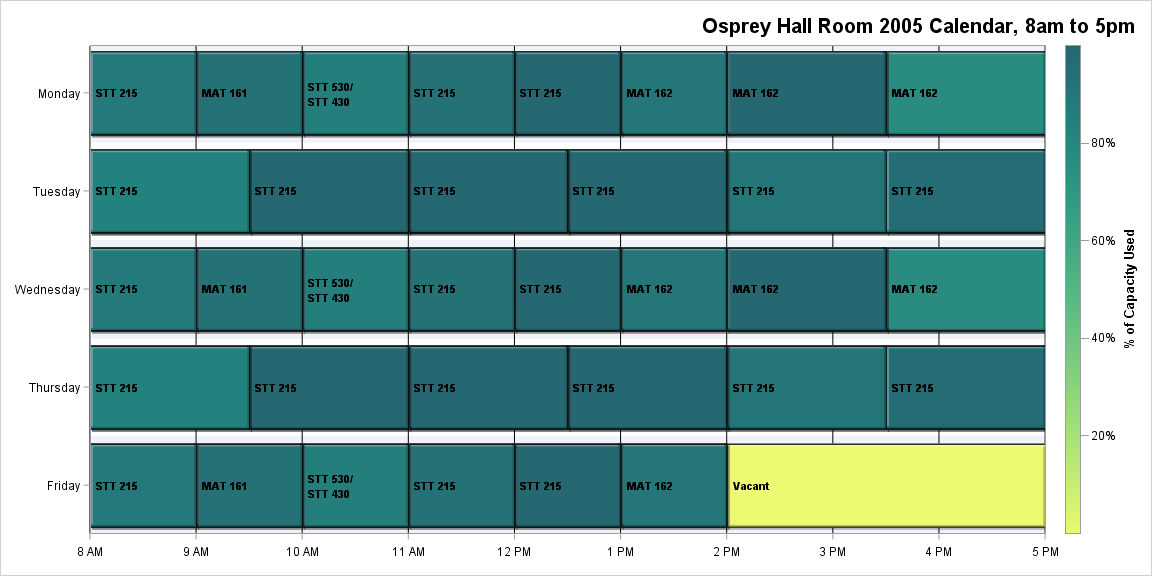 Osprey Hall Room 2005 Calendar, 8am to 5pm
Monday
STT 215
MAT 161
STT 530/
STT 430
STT 215
STT 215
MAT 162
MAT 162
MAT 162
Tuesday
STT 215
STT 215
STT 215
STT 215
STT 215
STT 215
Wednesday
STT 215
MAT 161
STT 530/
STT 430
STT 215
STT 215
MAT 162
MAT 162
MAT 162
Thursday
STT 215
STT 215
STT 215
STT 215
STT 215
STT 215
Friday
STT 215
MAT 161
STT 530/
STT 430
STT 215
STT 215
MAT 162
Vacant
8 AM
9 AM
10 AM
11 AM
12 PM
1 PM
2 PM
3 PM
4 PM
5 PM
80%
60%
40%
20%
% of Capacity Used